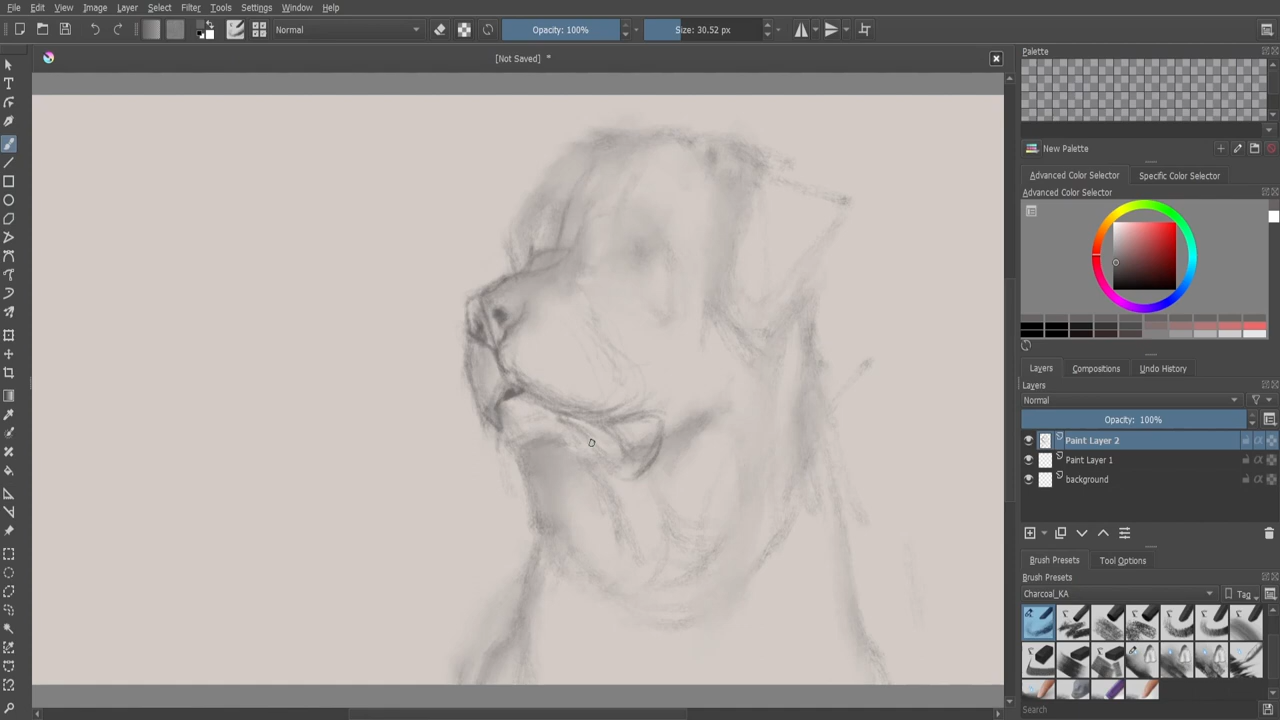 File Edit View Image Layer Select Filter Tools Settings Window Help
Normal Opacity: 100% Size: 30.52 px
[Not Saved] *
Palette
New Palette
Advanced Color Selector Specific Color Selector
Advanced Color Selector
Layers Compositions Undo History
Layers
Normal
Opacity: 100%
Paint Layer 2
Paint Layer 1
background
Brush Presets Tool Options
Brush Presets
Charcoal_KA Tag
Search